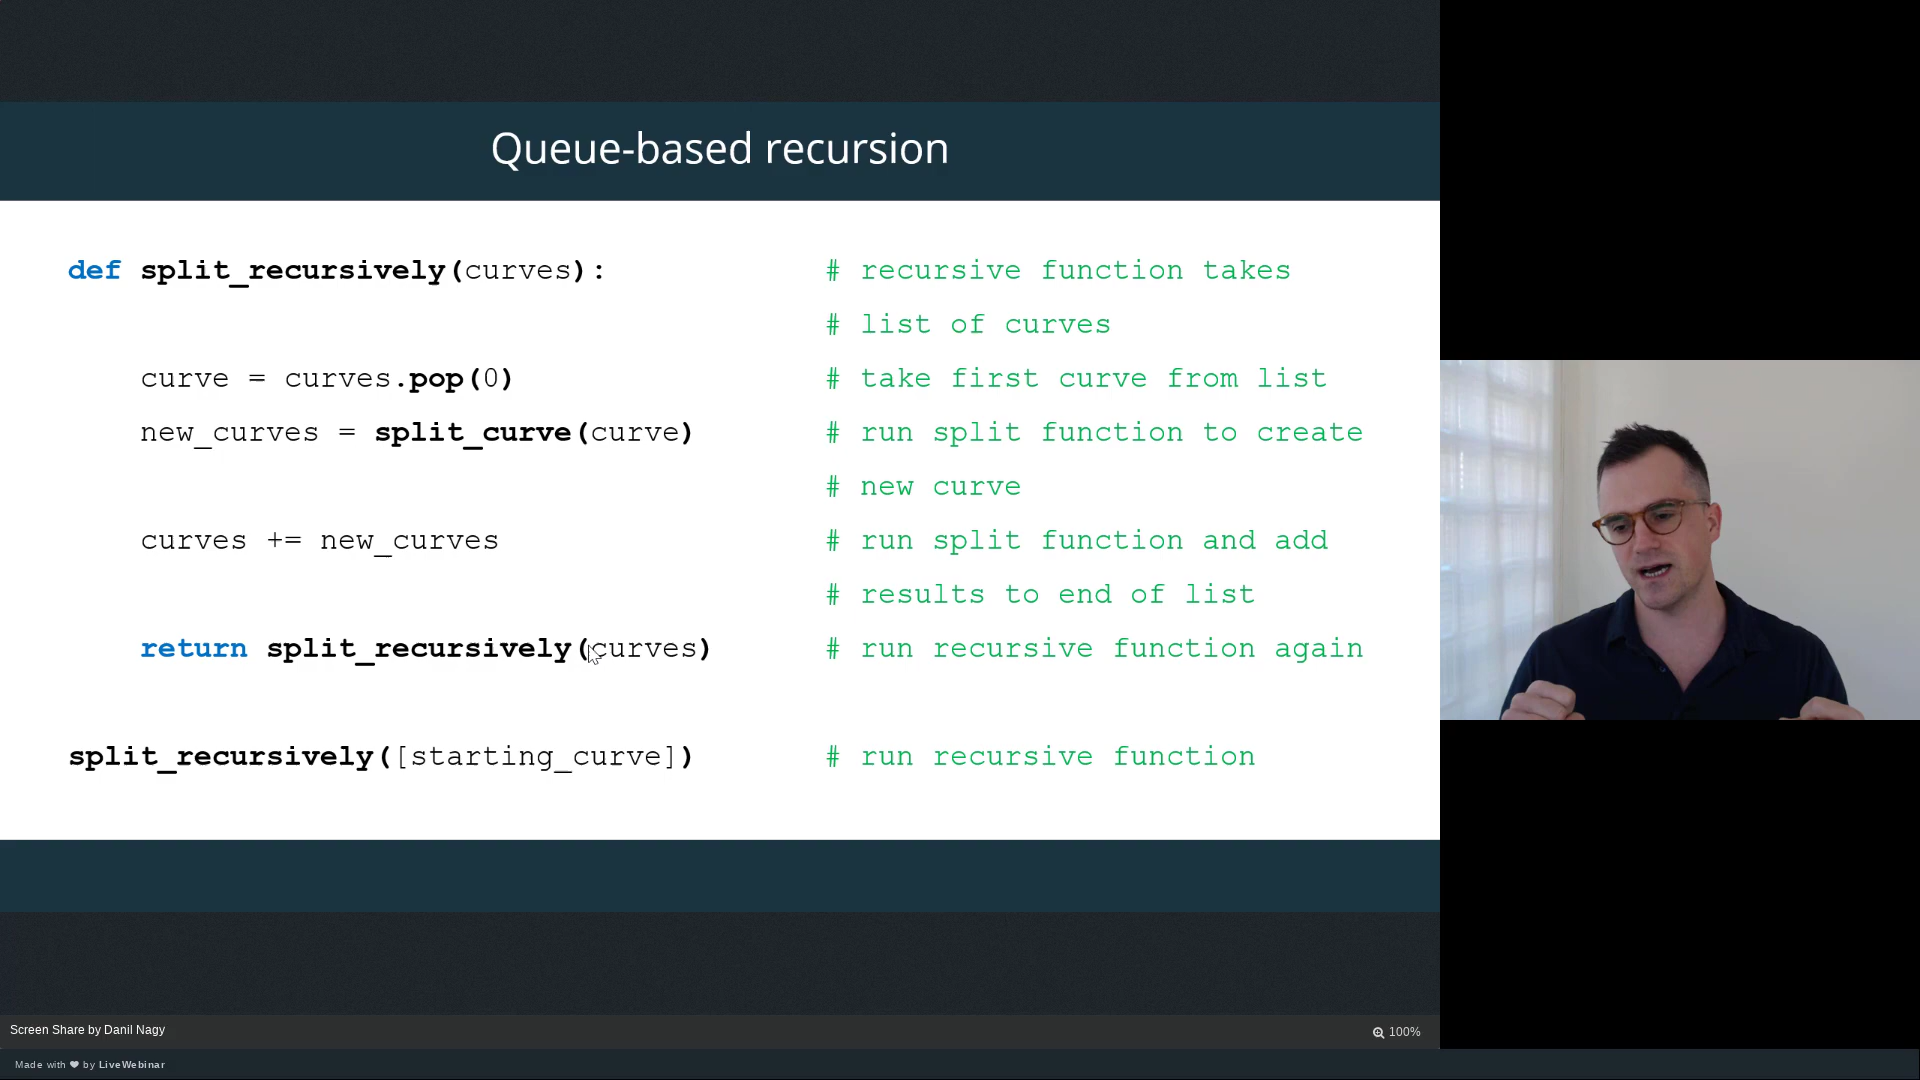 Queue-based recursion
def split_recursively(curves): # recursive function takes
# list of curves
curve = curves.pop(0) # take first curve from list
new_curves = split_curve(curve) # run split function to create
# new curve
curves += new_curves # run split function and add
# results to end of list
return split_recursively(curves) # run recursive function again
split_recursively([starting_curve]) # run recursive function
Screen Share by Danil Nagy
100%
Made with ❤ by LiveWebinar